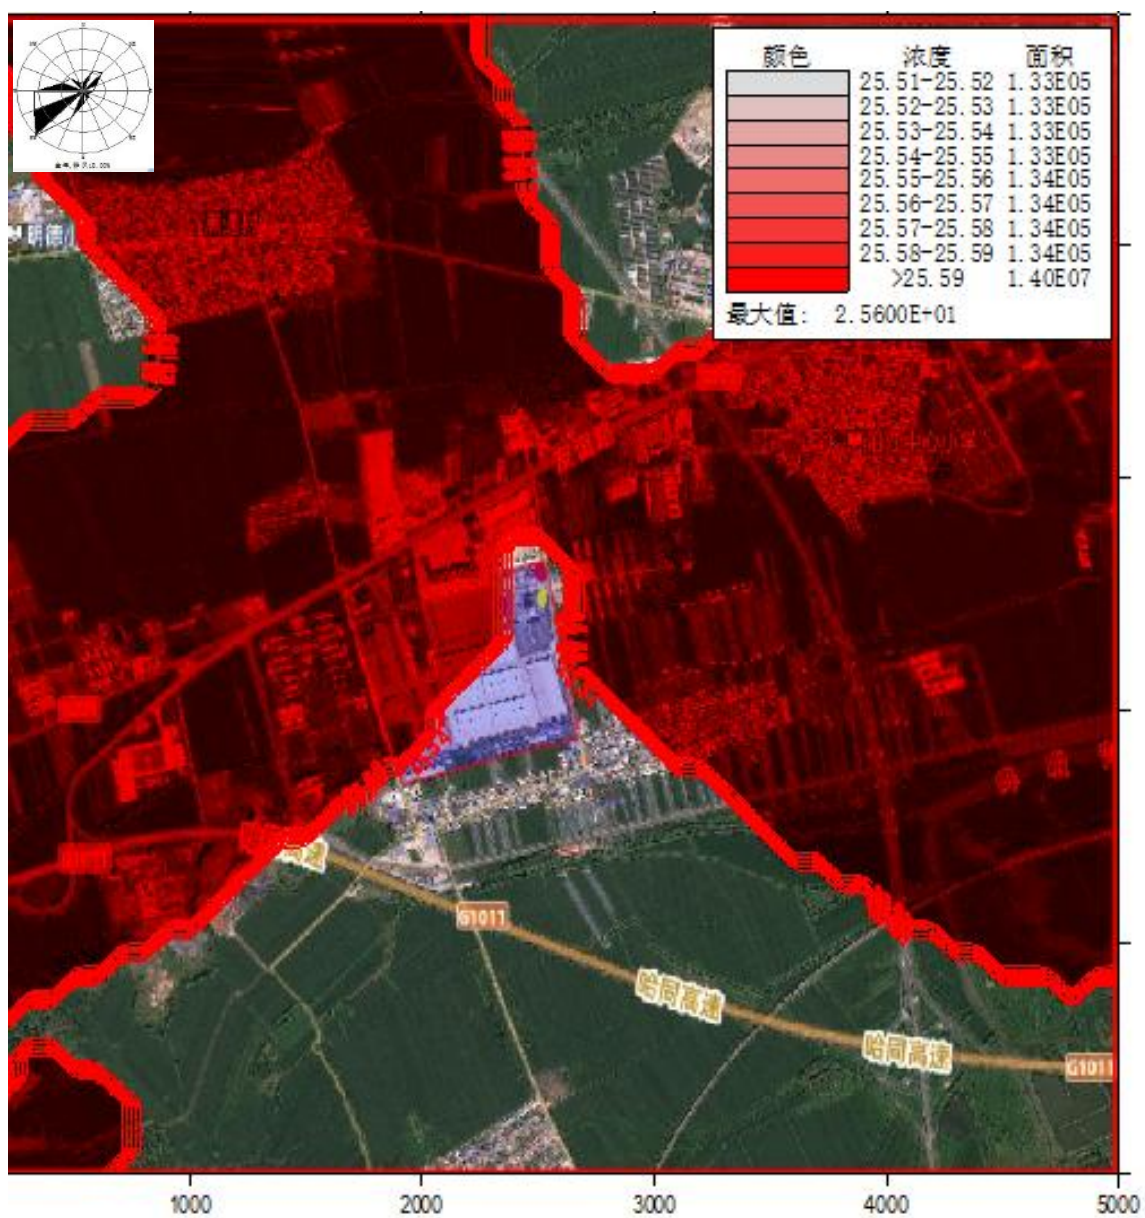 颜色 浓度 面积
25.51-25.52 1.33E05
25.52-25.53 1.33E05
25.53-25.54 1.33E05
25.54-25.55 1.33E05
25.55-25.56 1.34E05
25.56-25.57 1.34E05
25.57-25.58 1.34E05
25.58-25.59 1.34E05
>25.59 1.40E07
最大值: 2.5600E+01
高速
G1011
哈同高速
哈同高速
G1011
1000 2000 3000 4000 5000